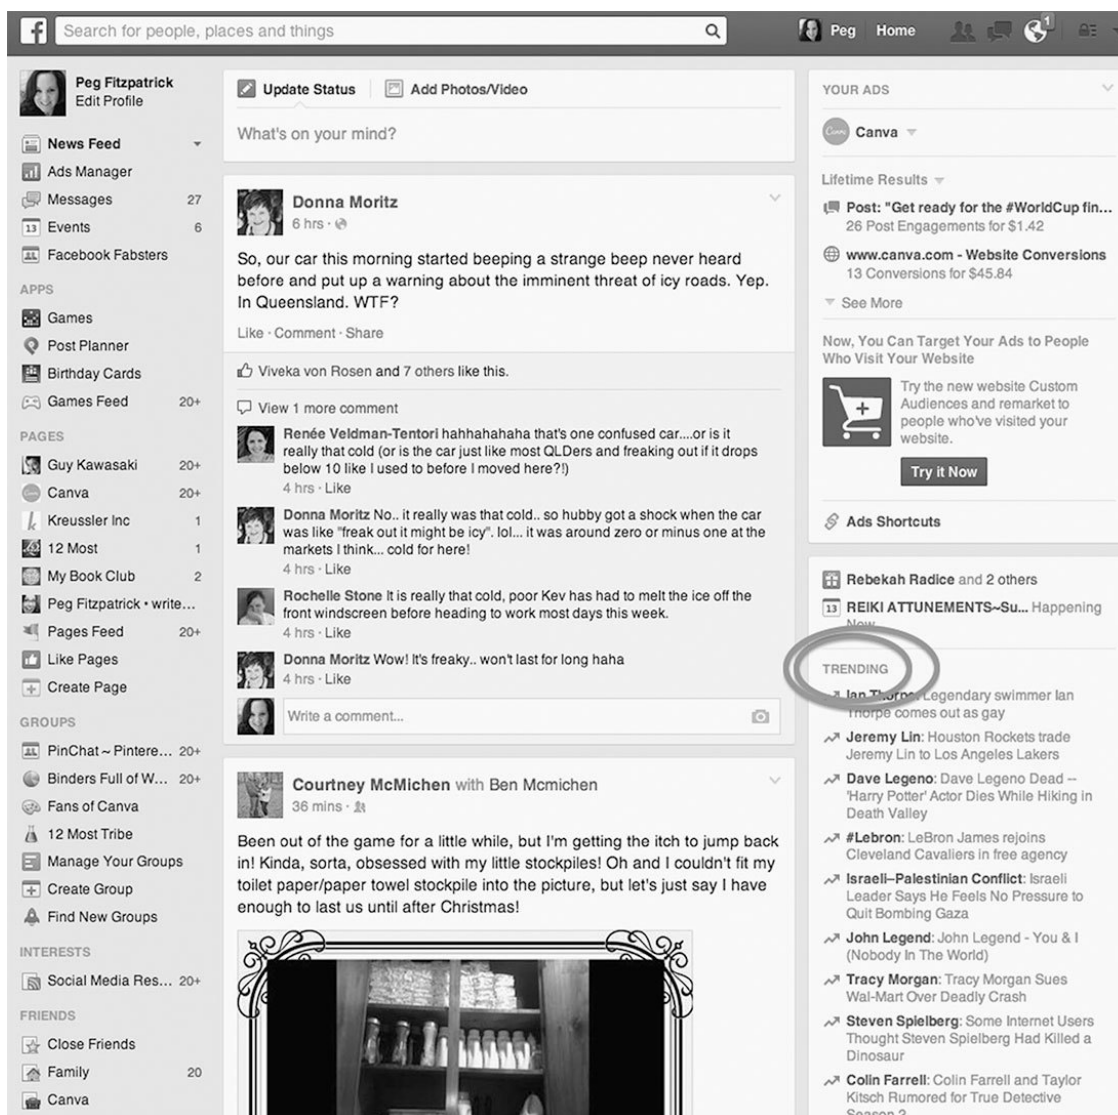 f Search for people, places and things
Peg Home 1
Peg Fitzpatrick
Edit Profile
News Feed
Ads Manager
Messages 27
13 Events 6
Facebook Fabsters
APPS
Games
Post Planner
Birthday Cards
Games Feed 20+
PAGES
Guy Kawasaki 20+
Canva 20+
Kreussler Inc 1
12 Most 1
My Book Club 2
Peg Fitzpatrick • write...
Pages Feed 20+
Like Pages
Create Page
GROUPS
PinChat ~ Pintere... 20+
Binders Full of W... 20+
Fans of Canva
12 Most Tribe
Manage Your Groups
Create Group
Find New Groups
INTERESTS
Social Media Res... 20+
FRIENDS
Close Friends
Family 20
Canva
Update Status Add Photos/Video
What's on your mind?
Donna Moritz
6 hrs ·
So, our car this morning started beeping a strange beep never heard
before and put up a warning about the imminent threat of icy roads. Yep.
In Queensland. WTF?
Like · Comment · Share
Viveka von Rosen and 7 others like this.
View 1 more comment
Renée Veldman-Tentori hahhahahaha that's one confused car....or is it
really that cold (or is the car just like most QLDers and freaking out if it drops
below 10 like I used to before I moved here?!)
4 hrs · Like
Donna Moritz No.. it really was that cold.. so hubby got a shock when the car
was like "freak out it might be icy". lol... it was around zero or minus one at the
markets I think... cold for here!
4 hrs · Like
Rochelle Stone It is really that cold, poor Kev has had to melt the ice off the
front windscreen before heading to work most days this week.
4 hrs · Like
Donna Moritz Wow! It's freaky.. won't last for long haha
4 hrs · Like
Write a comment...
Courtney McMichen with Ben Mcmichen
36 mins ·
Been out of the game for a little while, but I'm getting the itch to jump back
in! Kinda, sorta, obsessed with my little stockpiles! Oh and I couldn't fit my
toilet paper/paper towel stockpile into the picture, but let's just say I have
enough to last us until after Christmas!
YOUR ADS
Canva
Lifetime Results
Post: "Get ready for the #WorldCup fin...
26 Post Engagements for $1.42
www.canva.com - Website Conversions
13 Conversions for $45.84
See More
Now, You Can Target Your Ads to People
Who Visit Your Website
Try the new website Custom
Audiences and remarket to
people who've visited your
website.
Try it Now
Ads Shortcuts
Rebekah Radice and 2 others
13 REIKI ATTUNEMENTS~Su... Happening
Now
TRENDING
Ian Thorpe: Legendary swimmer Ian
Thorpe comes out as gay
Jeremy Lin: Houston Rockets trade
Jeremy Lin to Los Angeles Lakers
Dave Legeno: Dave Legeno Dead --
'Harry Potter' Actor Dies While Hiking in
Death Valley
#Lebron: LeBron James rejoins
Cleveland Cavaliers in free agency
Israeli–Palestinian Conflict: Israeli
Leader Says He Feels No Pressure to
Quit Bombing Gaza
John Legend: John Legend - You & I
(Nobody In The World)
Tracy Morgan: Tracy Morgan Sues
Wal-Mart Over Deadly Crash
Steven Spielberg: Some Internet Users
Thought Steven Spielberg Had Killed a
Dinosaur
Colin Farrell: Colin Farrell and Taylor
Kitsch Rumored for True Detective
Season 2